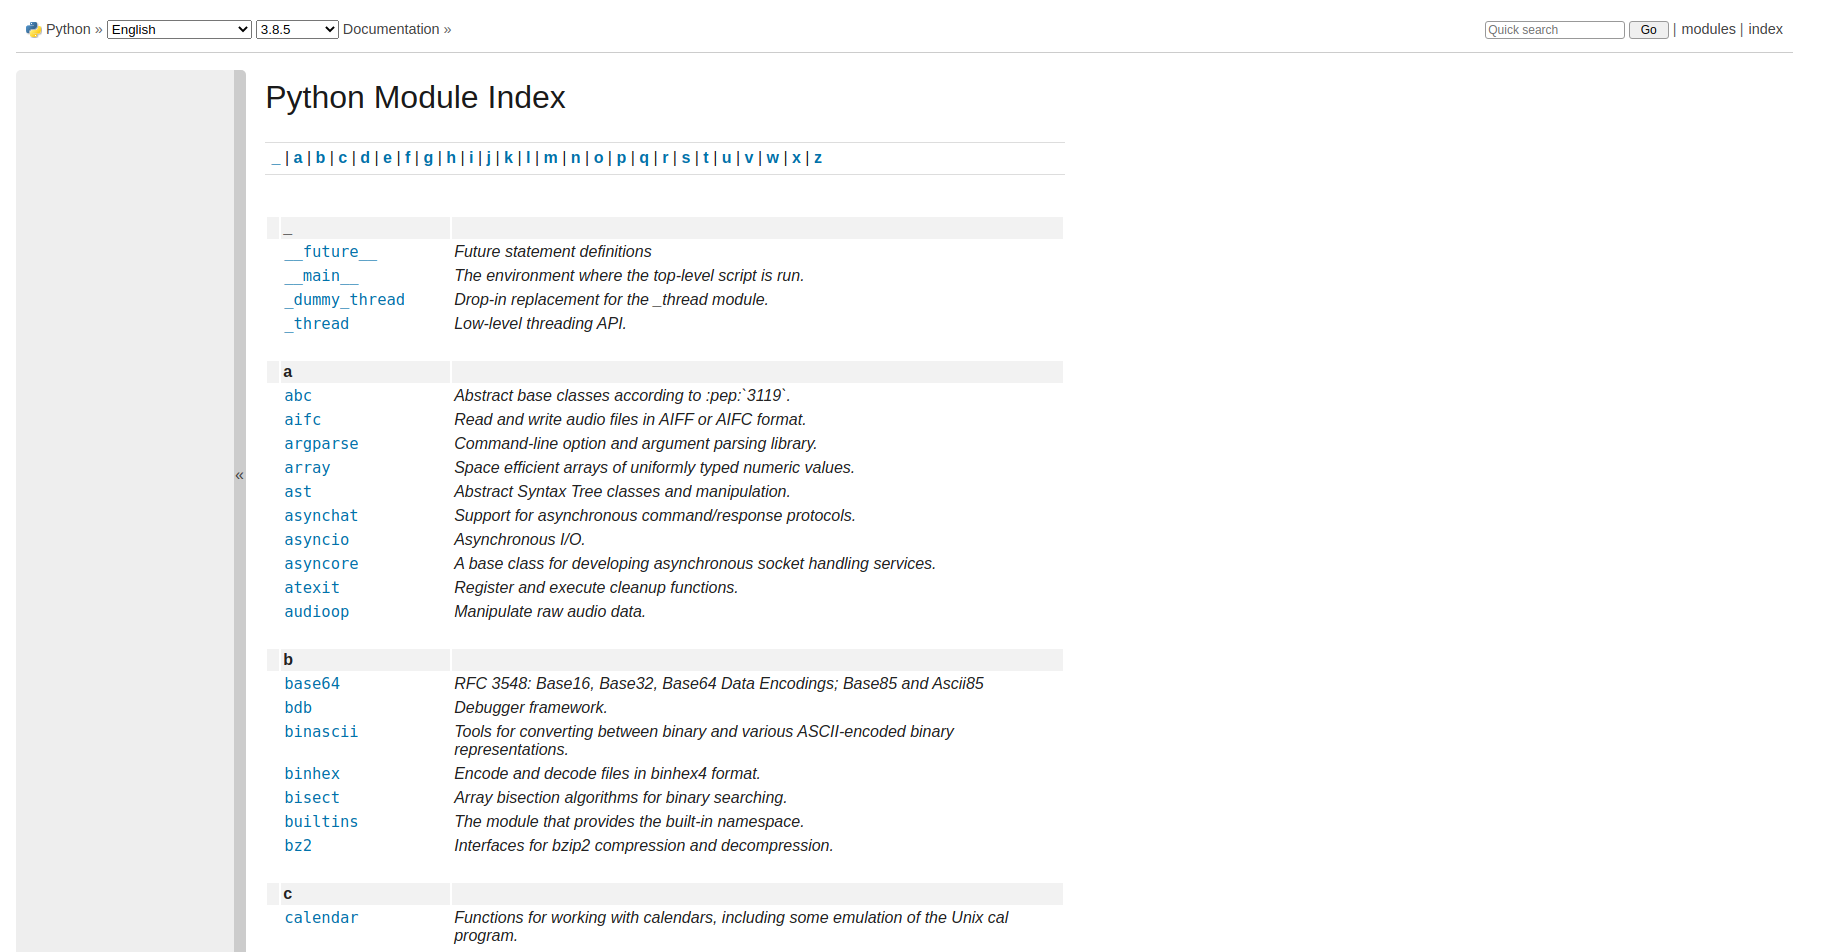 Python » English 3.8.5 Documentation » Quick search Go | modules | index
Python Module Index
_ | a | b | c | d | e | f | g | h | i | j | k | l | m | n | o | p | q | r | s | t | u | v | w | x | z
_
__future__ Future statement definitions
__main__ The environment where the top-level script is run.
_dummy_thread Drop-in replacement for the _thread module.
_thread Low-level threading API.
a
abc Abstract base classes according to :pep:`3119`.
aifc Read and write audio files in AIFF or AIFC format.
argparse Command-line option and argument parsing library.
array Space efficient arrays of uniformly typed numeric values.
«
ast Abstract Syntax Tree classes and manipulation.
asynchat Support for asynchronous command/response protocols.
asyncio Asynchronous I/O.
asyncore A base class for developing asynchronous socket handling services.
atexit Register and execute cleanup functions.
audioop Manipulate raw audio data.
b
base64 RFC 3548: Base16, Base32, Base64 Data Encodings; Base85 and Ascii85
bdb Debugger framework.
binascii Tools for converting between binary and various ASCII-encoded binary
representations.
binhex Encode and decode files in binhex4 format.
bisect Array bisection algorithms for binary searching.
builtins The module that provides the built-in namespace.
bz2 Interfaces for bzip2 compression and decompression.
c
calendar Functions for working with calendars, including some emulation of the Unix cal
program.